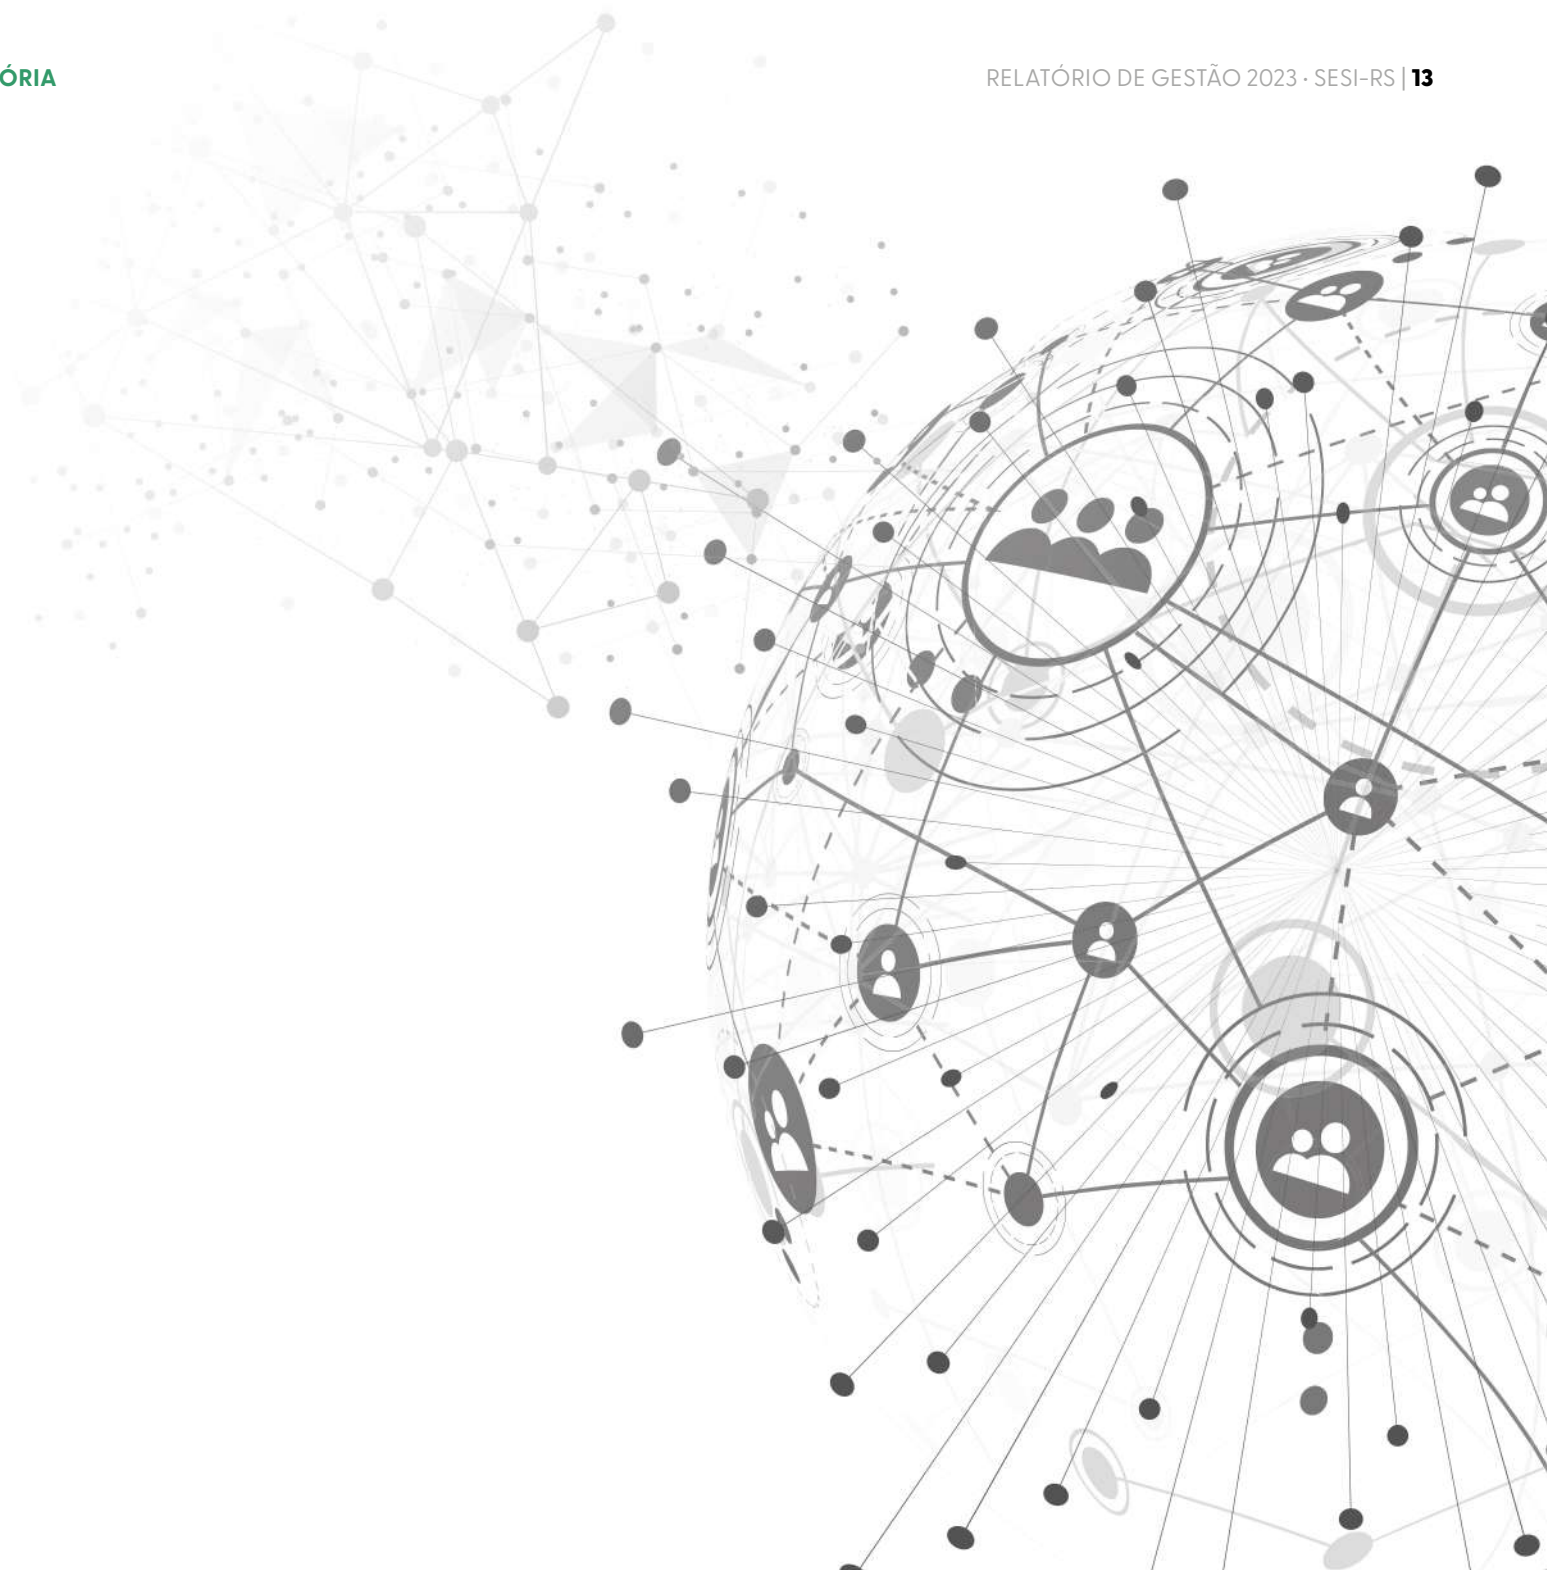 ÓRIA
RELATÓRIO DE GESTÃO 2023 · SESI-RS | 13